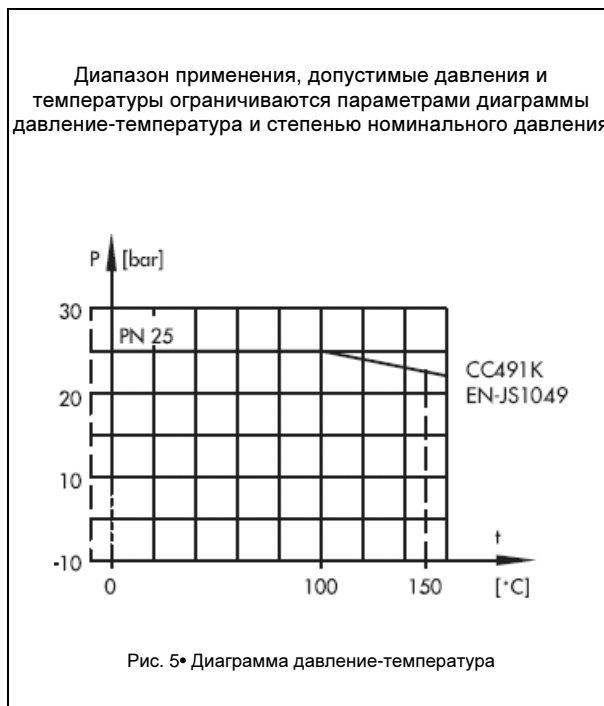 Диапазон применения, допустимые давления и
температуры ограничиваются параметрами диаграммы
давление-температура и степенью номинального давления
P [bar]
30
PN 25
CC491K
EN-JS1049
20
10
t
-10
0 100 150 [°C]
Рис. 5• Диаграмма давление-температура